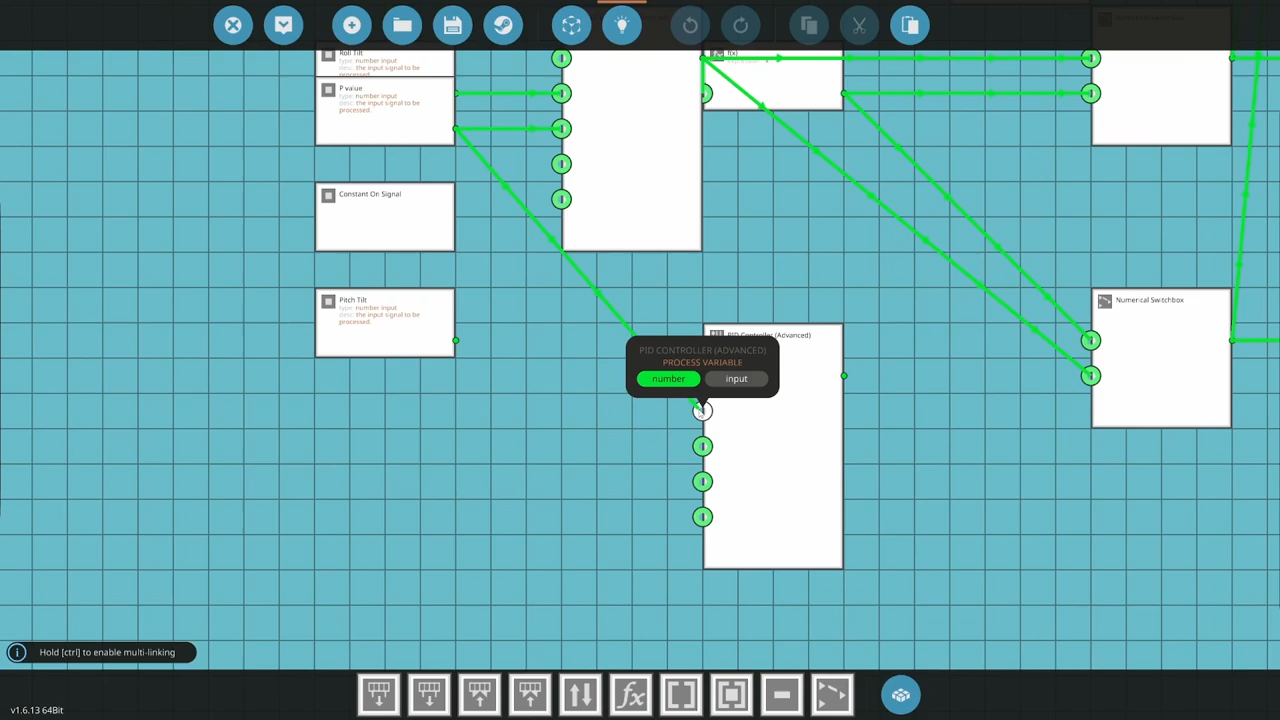 Roll Tilt
type: number input
desc: the input signal to be
processed.
f(x)
P value
type: number input
desc: the input signal to be
processed.
Constant On Signal
Pitch Tilt
type: number input
desc: the input signal to be
processed.
Numerical Switchbox
PID Controller (Advanced)
PID CONTROLLER (ADVANCED)
PROCESS VARIABLE
number input
Hold [ctrl] to enable multi-linking
fx
v1.6.13 64Bit